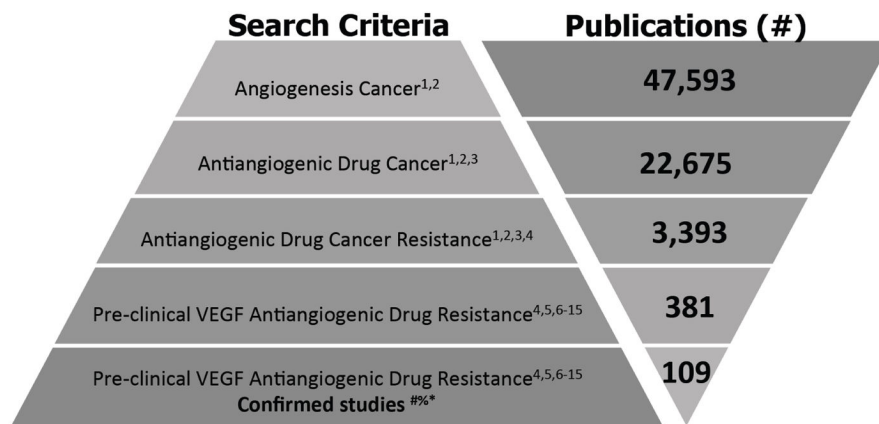 Search Criteria
Publications (#)
Angiogenesis Cancer1,2
47,593
Antiangiogenic Drug Cancer1,2,3
22,675
Antiangiogenic Drug Cancer Resistance1,2,3,4
3,393
Pre-clinical VEGF Antiangiogenic Drug Resistance4,5,6-15
381
Pre-clinical VEGF Antiangiogenic Drug Resistance4,5,6-15
Confirmed studies #%*
109